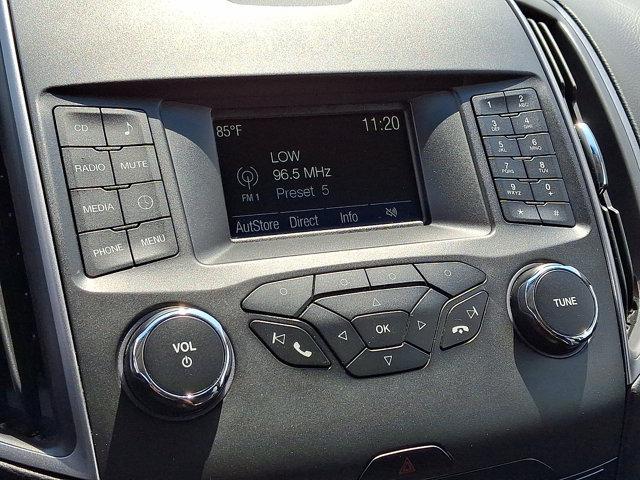 CD
RADIO
MUTE
MEDIA
PHONE
MENU
85°F
11:20
LOW
96.5 MHz
FM 1
Preset 5
AutStore Direct Info
1
2 ABC
3 DEF
4 GHI
5 JKL
6 MNO
7 PQRS
8 TUV
9 WXYZ
0 +
* #
OK
VOL
TUNE